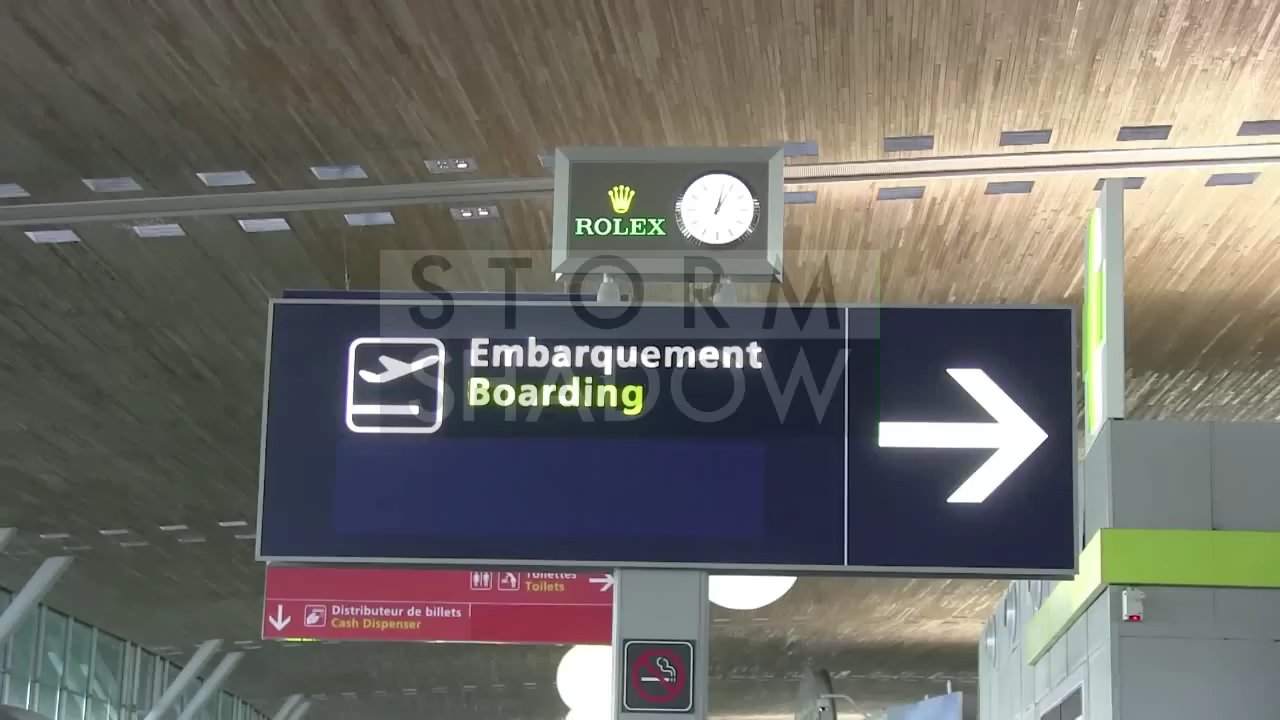 ROLEX
STORM
SHADOW
Embarquement
Boarding
Toilettes
Toilets
Distributeur de billets
Cash Dispenser